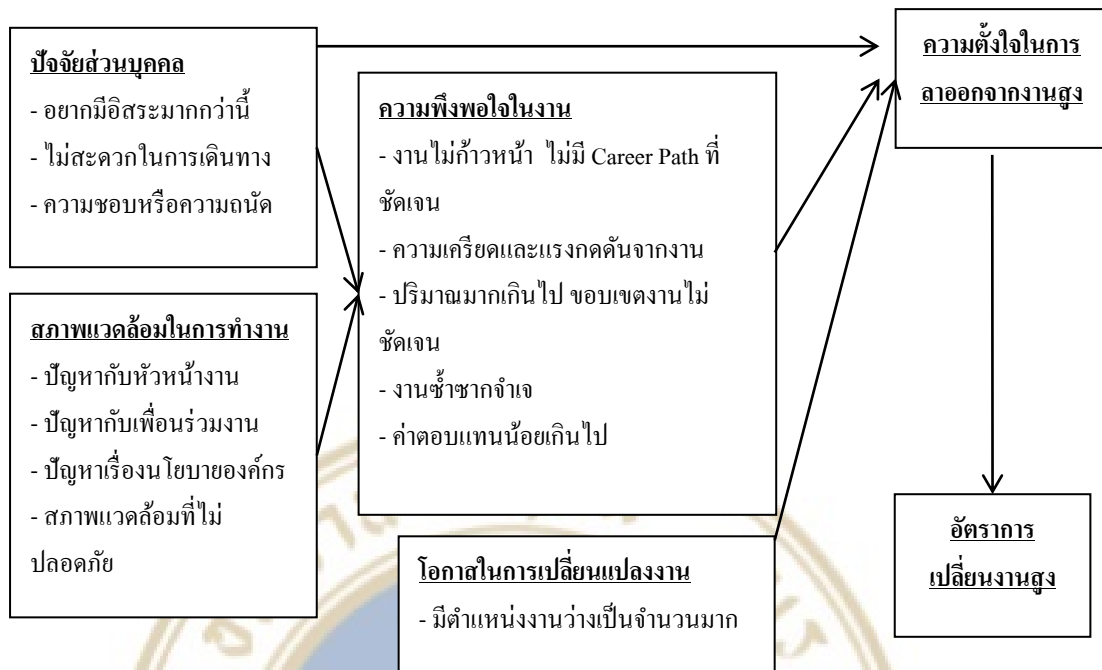 ปัจจัยส่วนบุคคล
- อยากมีอิสระมากกว่านี้
- ไม่สะดวกในการเดินทาง
- ความชอบหรือความถนัด
สภาพแวดล้อมในการทำงาน
- ปัญหากับหัวหน้างาน
- ปัญหากับเพื่อนร่วมงาน
- ปัญหาเรื่องนโยบายองค์กร
- สภาพแวดล้อมที่ไม่
ปลอดภัย
ความพึงพอใจในงาน
- งานไม่ก้าวหน้า ไม่มี Career Path ที่
ชัดเจน
- ความเครียดและแรงกดดันจากงาน
- ปริมาณมากเกินไป ขอบเขตงานไม่
ชัดเจน
- งานซ้ำซากจำเจ
- ค่าตอบแทนน้อยเกินไป
โอกาสในการเปลี่ยนแปลงงาน
- มีตำแหน่งงานว่างเป็นจำนวนมาก
ความตั้งใจในการ
ลาออกจากงานสูง
อัตราการ
เปลี่ยนงานสูง